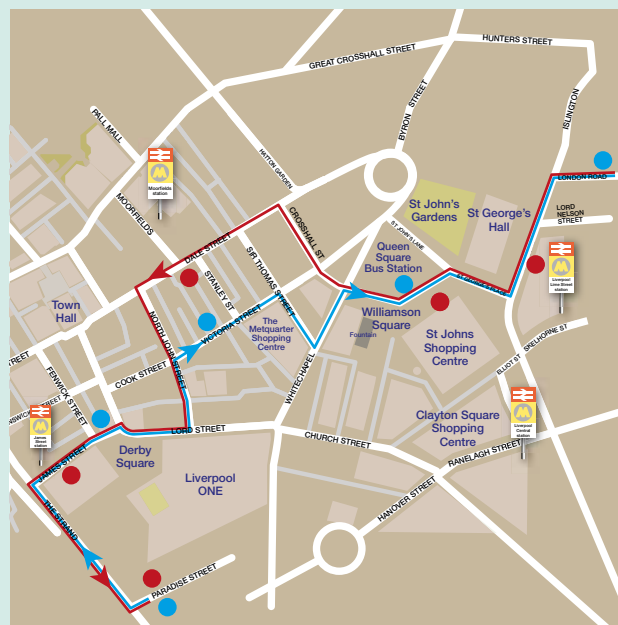 HUNTERS STREET
GREAT CROSSHALL STREET
BYRON STREET
ISLINGTON
PALL MALL
HATTON GARDEN
Moorfields
station
LONDON ROAD
MOORFIELDS
St John's
Gardens
St George's
Hall
LORD
NELSON
STREET
CROSSHALL ST
ST JOHN'S LANE
DALE STREET
SIR THOMAS STREET
Queen
Square
Bus Station
Liverpool
Lime Street
station
STANLEY ST
Town
Hall
NORTH JOHN STREET
VICTORIA STREET
The
Metquarter
Shopping
Centre
Williamson
Square
Fountain
St Johns
Shopping
Centre
SKELHORNE ST
ELLIOT ST
STREET
FENWICK STREET
COOK STREET
WHITECHAPEL
James
Street
station
Clayton Square
Shopping
Centre
Liverpool
Central
station
LORD STREET
CHURCH STREET
RANELAGH STREET
JAMES STREET
Derby
Square
Liverpool
ONE
HANOVER STREET
THE STRAND
PARADISE STREET